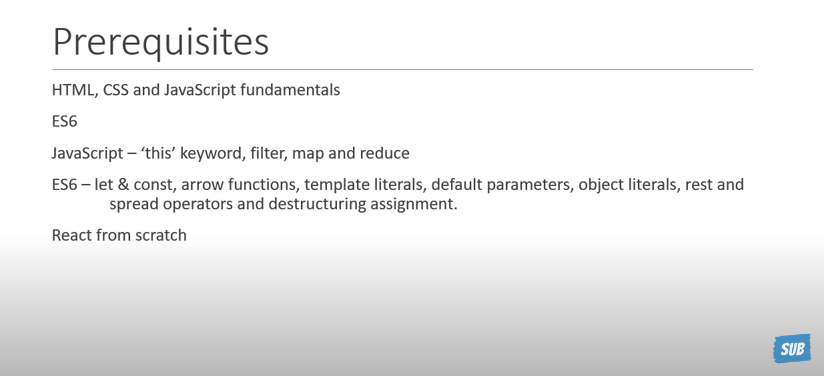 Prerequisites
HTML, CSS and JavaScript fundamentals
ES6
JavaScript – ‘this’ keyword, filter, map and reduce
ES6 – let & const, arrow functions, template literals, default parameters, object literals, rest and
spread operators and destructuring assignment.
React from scratch
SUB